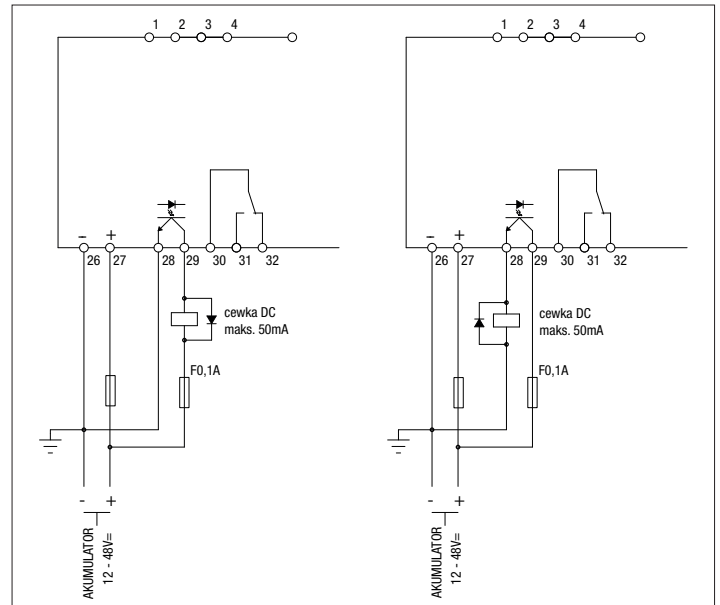 1 2 3 4
- +
26 27 28 29 30 31 32
cewka DC
maks. 50mA
F0,1A
- +
AKUMULATOR
12 - 48V=
1 2 3 4
- +
26 27 28 29 30 31 32
cewka DC
maks. 50mA
F0,1A
- +
AKUMULATOR
12 - 48V=